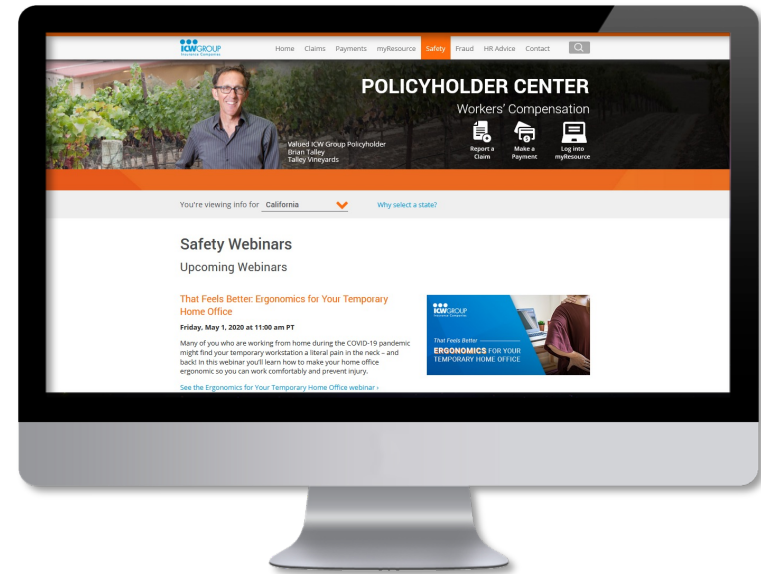 ICWGROUP
Insurance Companies
Home Claims Payments myResource Safety Fraud HR Advice Contact
POLICYHOLDER CENTER
Workers' Compensation
Valued ICW Group Policyholder
Brian Talley
Talley Vineyards
Report a
Claim
Make a
Payment
Log into
myResource
You're viewing info for California
Why select a state?
Safety Webinars
Upcoming Webinars
That Feels Better: Ergonomics for Your Temporary
Home Office
Friday, May 1, 2020 at 11:00 am PT
Many of you who are working from home during the COVID-19 pandemic
might find your temporary workstation a literal pain in the neck – and
back! In this webinar you'll learn how to make your home office
ergonomic so you can work comfortably and prevent injury.
See the Ergonomics for Your Temporary Home Office webinar ›
ICWGROUP
Insurance Companies
That Feels Better
ERGONOMICS FOR YOUR
TEMPORARY HOME OFFICE